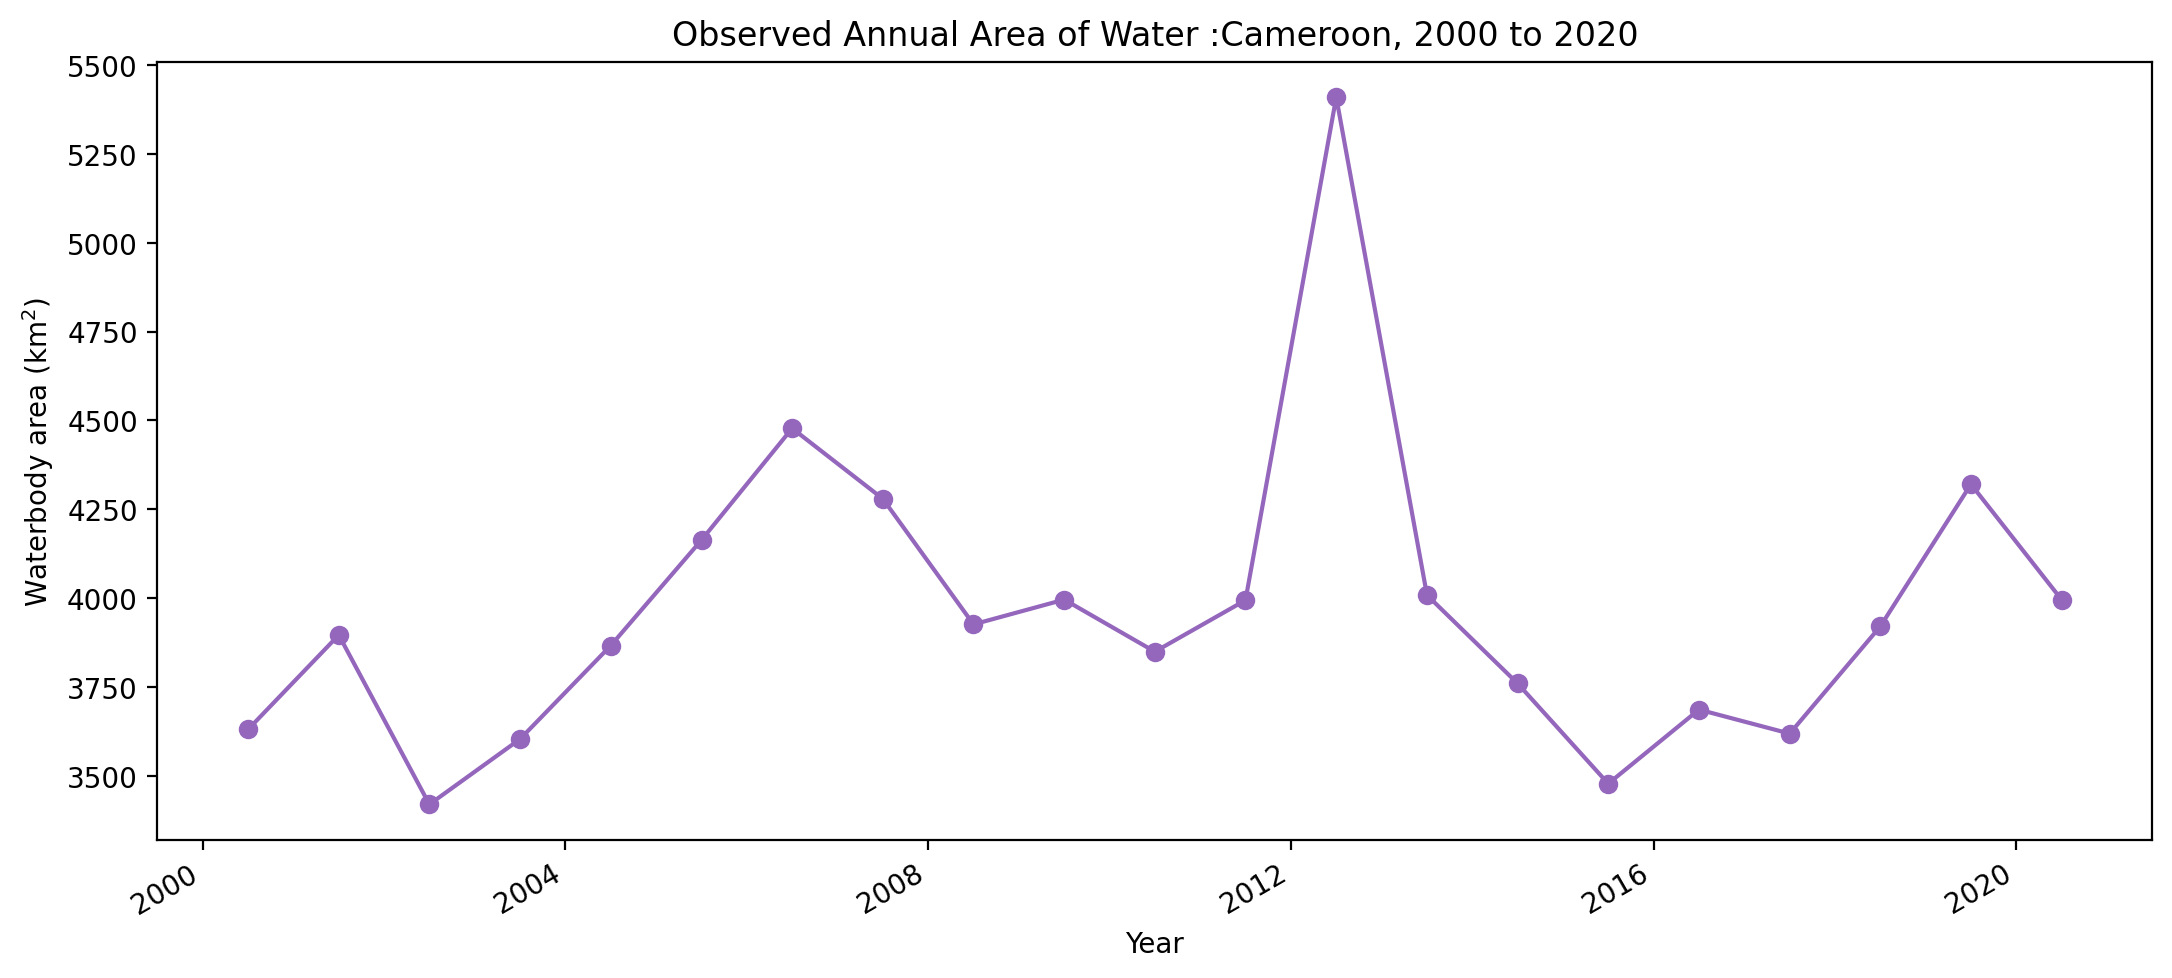 Observed Annual Area of Water :Cameroon, 2000 to 2020
5500
5250
5000
4750
4500
4250
4000
3750
3500
Waterbody area (km²)
2000 2004 2008 2012 2016 2020
Year